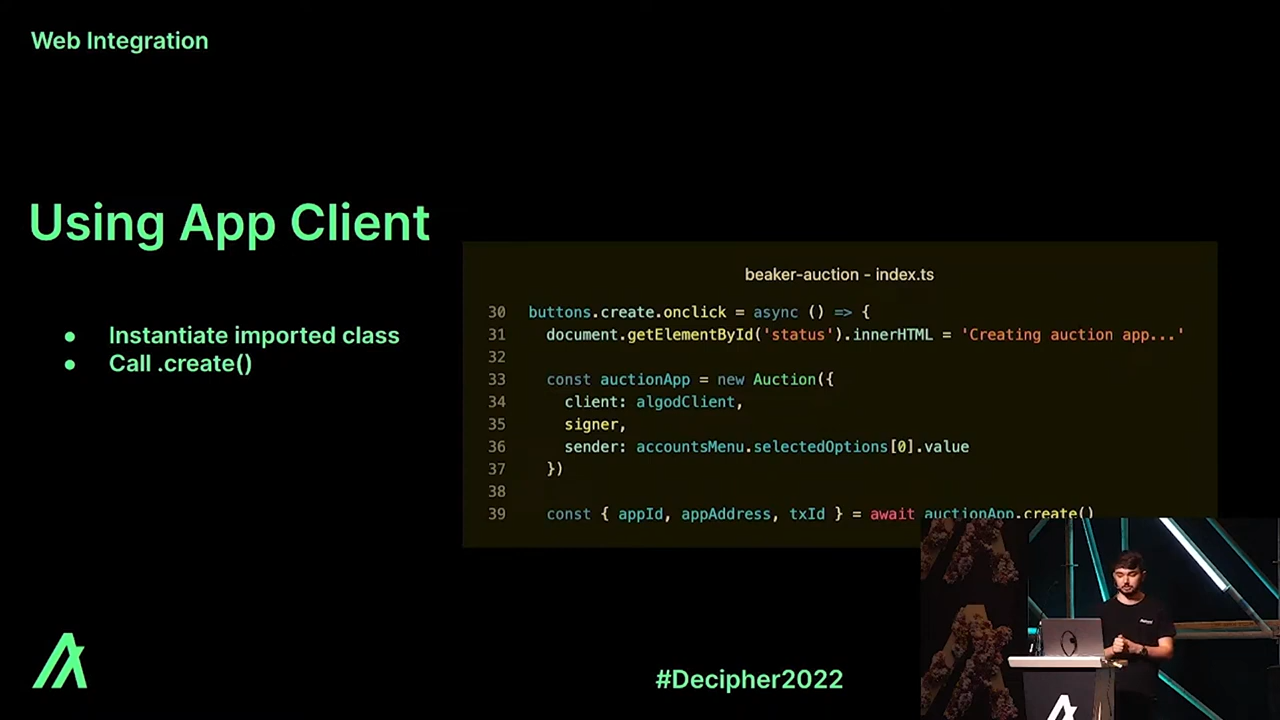 Web Integration
Using App Client
● Instantiate imported class
● Call .create()
beaker-auction - index.ts
30 buttons.create.onclick = async () => {
31 document.getElementById('status').innerHTML = 'Creating auction app...'
32
33 const auctionApp = new Auction({
34 client: algodClient,
35 signer,
36 sender: accountsMenu.selectedOptions[0].value
37 })
38
39 const { appId, appAddress, txId } = await auctionApp.create()
#Decipher2022